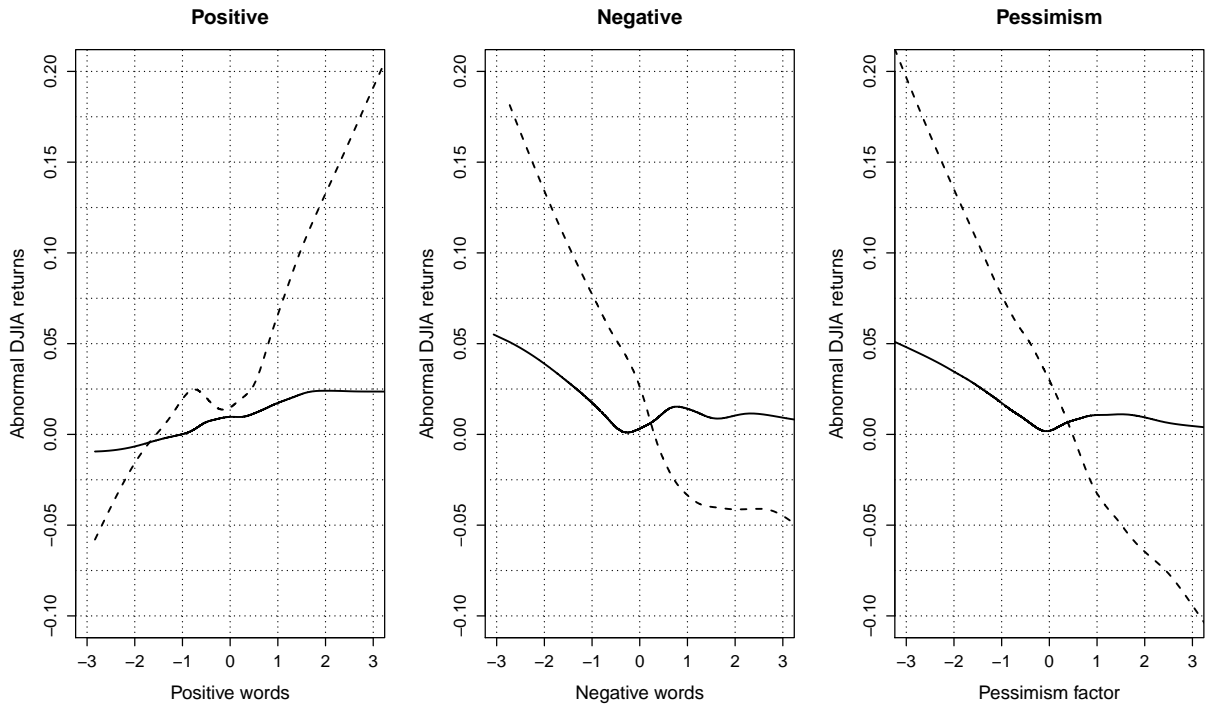 Positive
Abnormal DJIA returns
0.20
0.15
0.10
0.05
0.00
−0.05
−0.10
−3 −2 −1 0 1 2 3
Positive words
Negative
Abnormal DJIA returns
0.20
0.15
0.10
0.05
0.00
−0.05
−0.10
−3 −2 −1 0 1 2 3
Negative words
Pessimism
Abnormal DJIA returns
0.20
0.15
0.10
0.05
0.00
−0.05
−0.10
−3 −2 −1 0 1 2 3
Pessimism factor